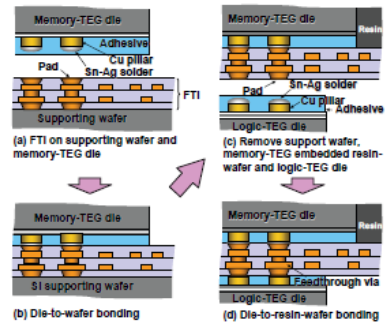 Memory-TEG die
Adhesive
Cu pillar
Sn-Ag solder
Pad
FTI
Supporting wafer
(a) FTI on supporting wafer and
memory-TEG die
Memory-TEG die
SI supporting wafer
(b) Die-to-wafer bonding
Memory-TEG die
Resin
Sn-Ag solder
Pad
Cu pillar
Adhesive
Logic-TEG die
(c) Remove support wafer,
memory-TEG embedded resin-
wafer and logic-TEG die
Memory-TEG die
Resin
Feedthrough via
Logic-TEG die
(d) Die-to-resin-wafer bonding